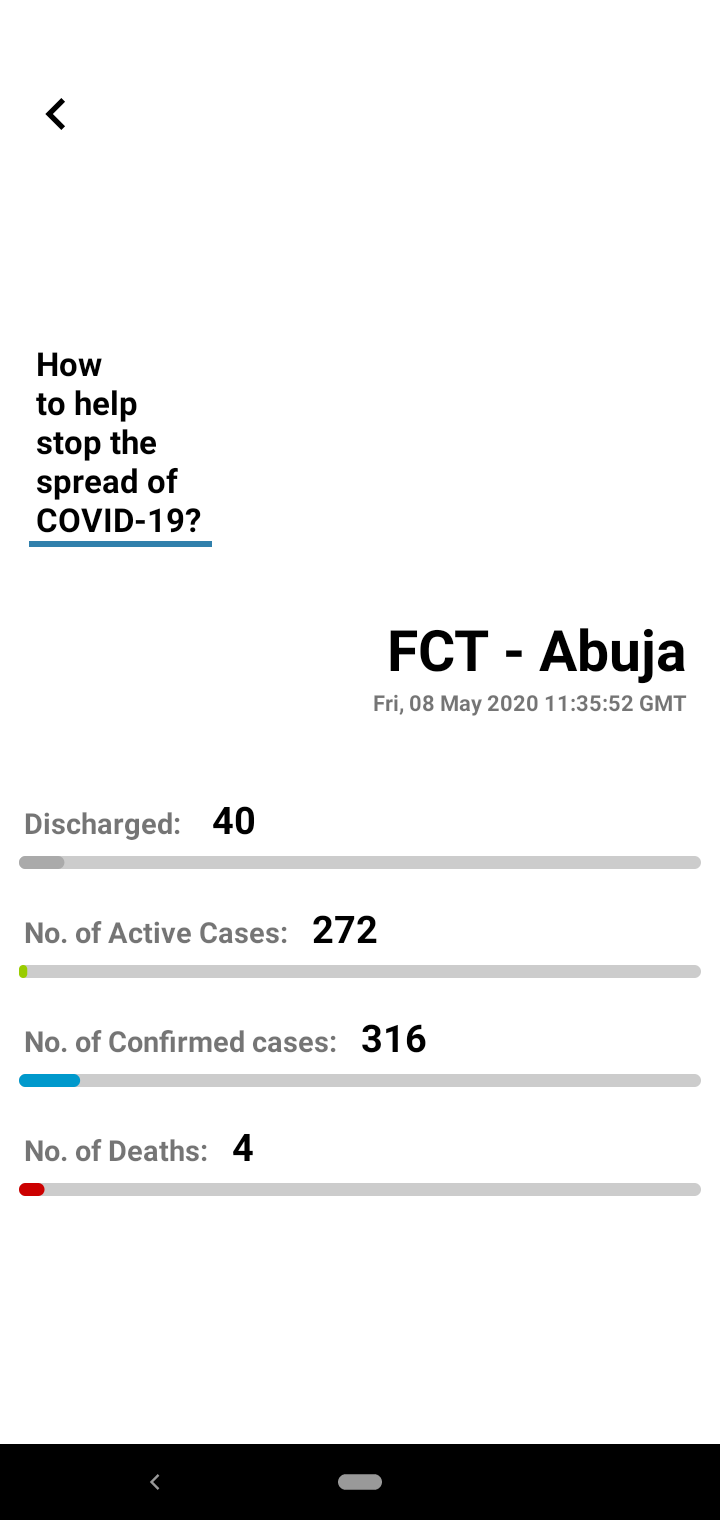 How
to help
stop the
spread of
COVID-19?
FCT - Abuja
Fri, 08 May 2020 11:35:52 GMT
Discharged: 40
No. of Active Cases: 272
No. of Confirmed cases: 316
No. of Deaths: 4